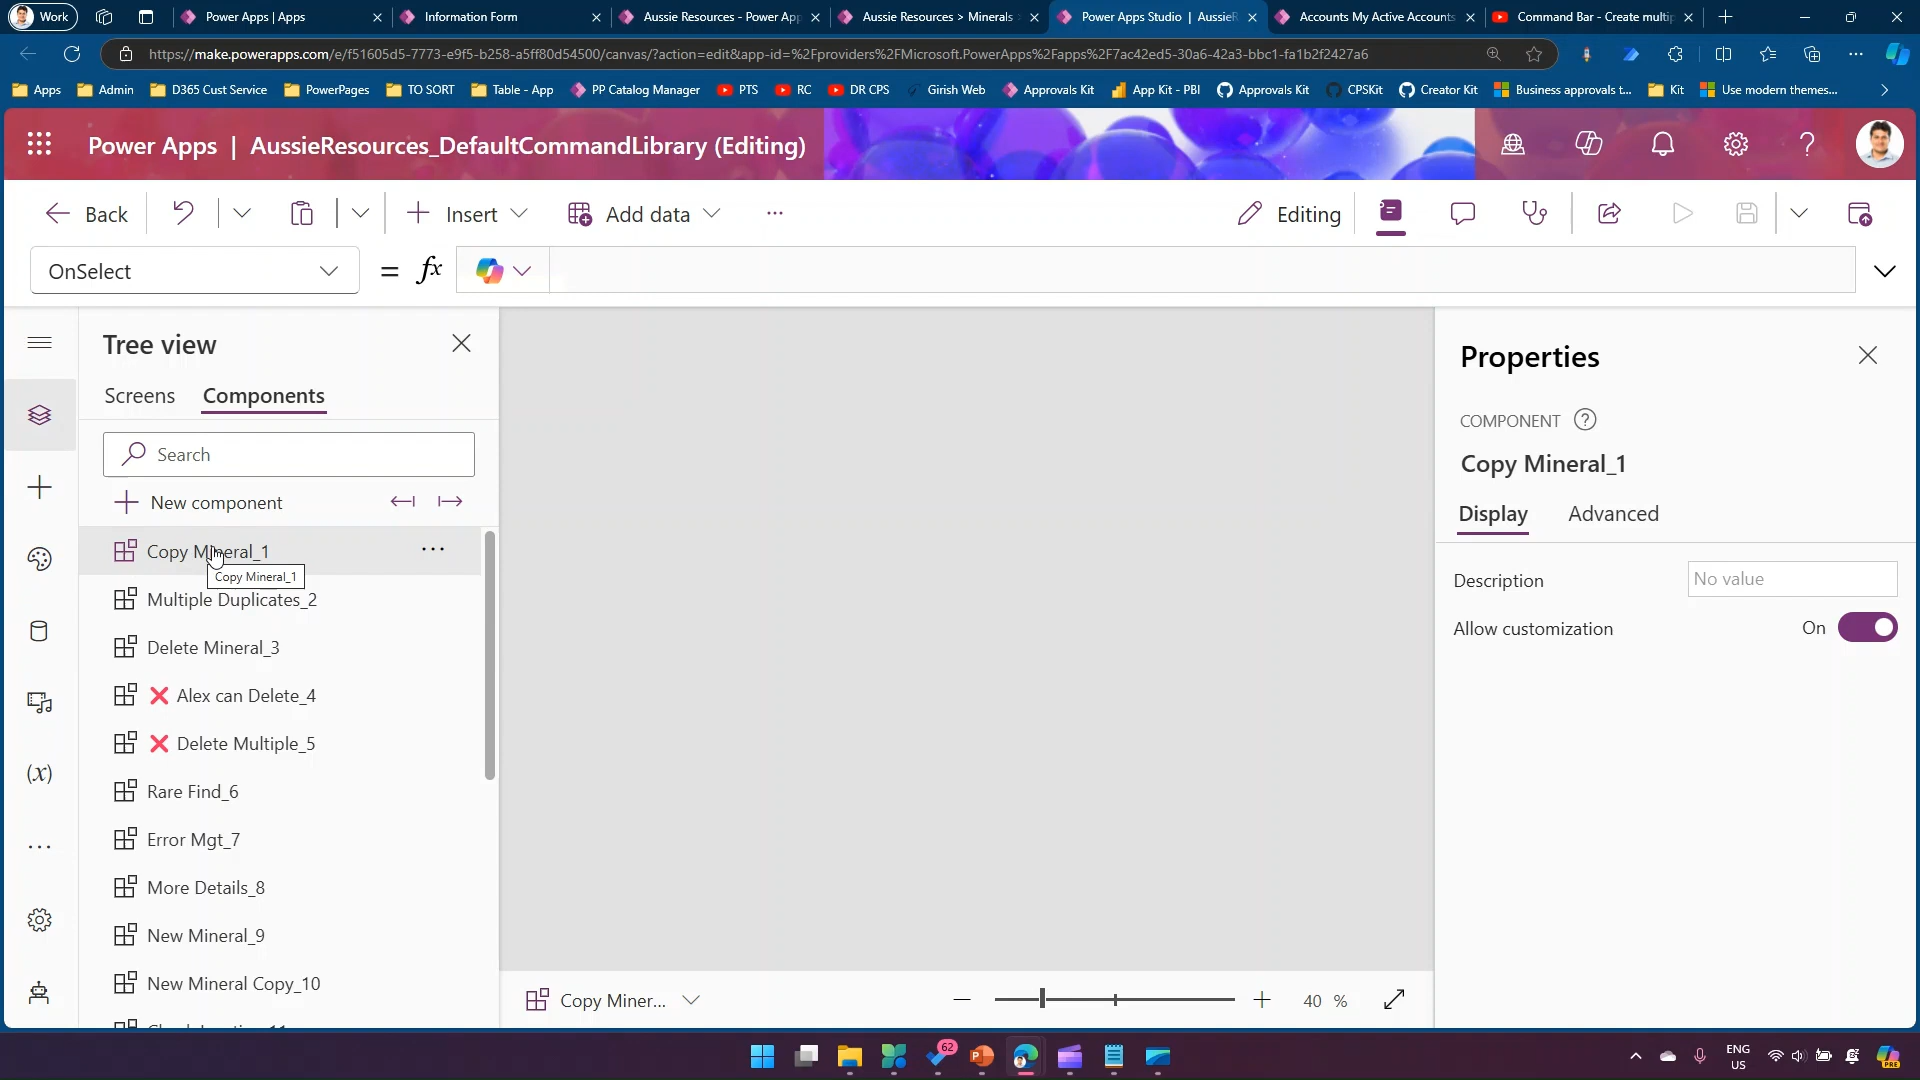 Work
Power Apps | Apps
Information Form
Aussie Resources - Power App
Aussie Resources > Minerals
Power Apps Studio | AussieR
Accounts My Active Accounts
Command Bar - Create multip
https://make.powerapps.com/e/f51605d5-7773-e9f5-b258-a5ff80d54500/canvas/?action=edit&app-id=%2Fproviders%2FMicrosoft.PowerApps%2Fapps%2F7ac42ed5-30a6-42a3-bbc1-fa1b2f2427a6
Apps
Admin
D365 Cust Service
PowerPages
TO SORT
Table - App
PP Catalog Manager
PTS
RC
DR CPS
Girish Web
Approvals Kit
App Kit - PBI
Approvals Kit
CPSKit
Creator Kit
Business approvals t...
Kit
Use modern themes...
Power Apps | AussieResources_DefaultCommandLibrary (Editing)
Back
Insert
Add data
Editing
OnSelect
= fx
Tree view
Screens
Components
Search
New component
Copy Mineral_1
Copy Mineral_1
Multiple Duplicates_2
Delete Mineral_3
❌ Alex can Delete_4
❌ Delete Multiple_5
Rare Find_6
Error Mgt_7
More Details_8
New Mineral_9
New Mineral Copy_10
(x)
Properties
COMPONENT
Copy Mineral_1
Display
Advanced
Description
No value
Allow customization
On
Copy Miner...
40 %
62
ENG
US
PRE